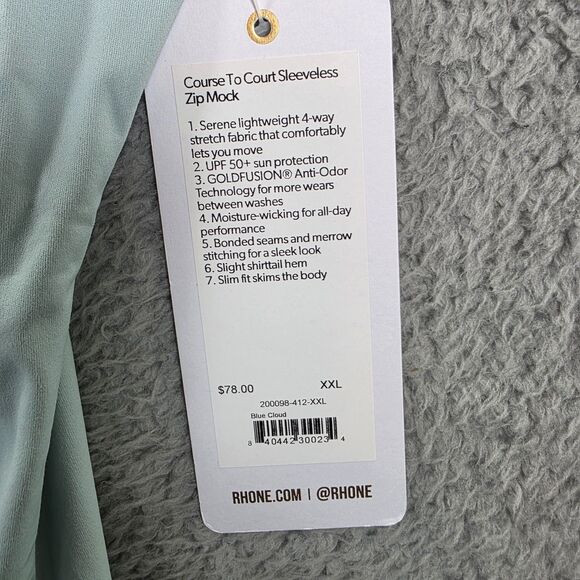 Course To Court Sleeveless
Zip Mock
1. Serene lightweight 4-way
stretch fabric that comfortably
lets you move
2. UPF 50+ sun protection
3. GOLDFUSION® Anti-Odor
Technology for more wears
between washes
4. Moisture-wicking for all-day
performance
5. Bonded seams and merrow
stitching for a sleek look
6. Slight shirttail hem
7. Slim fit skims the body
$78.00 XXL
200098-412-XXL
Blue Cloud
8 40442 30023 4
RHONE.COM | @RHONE